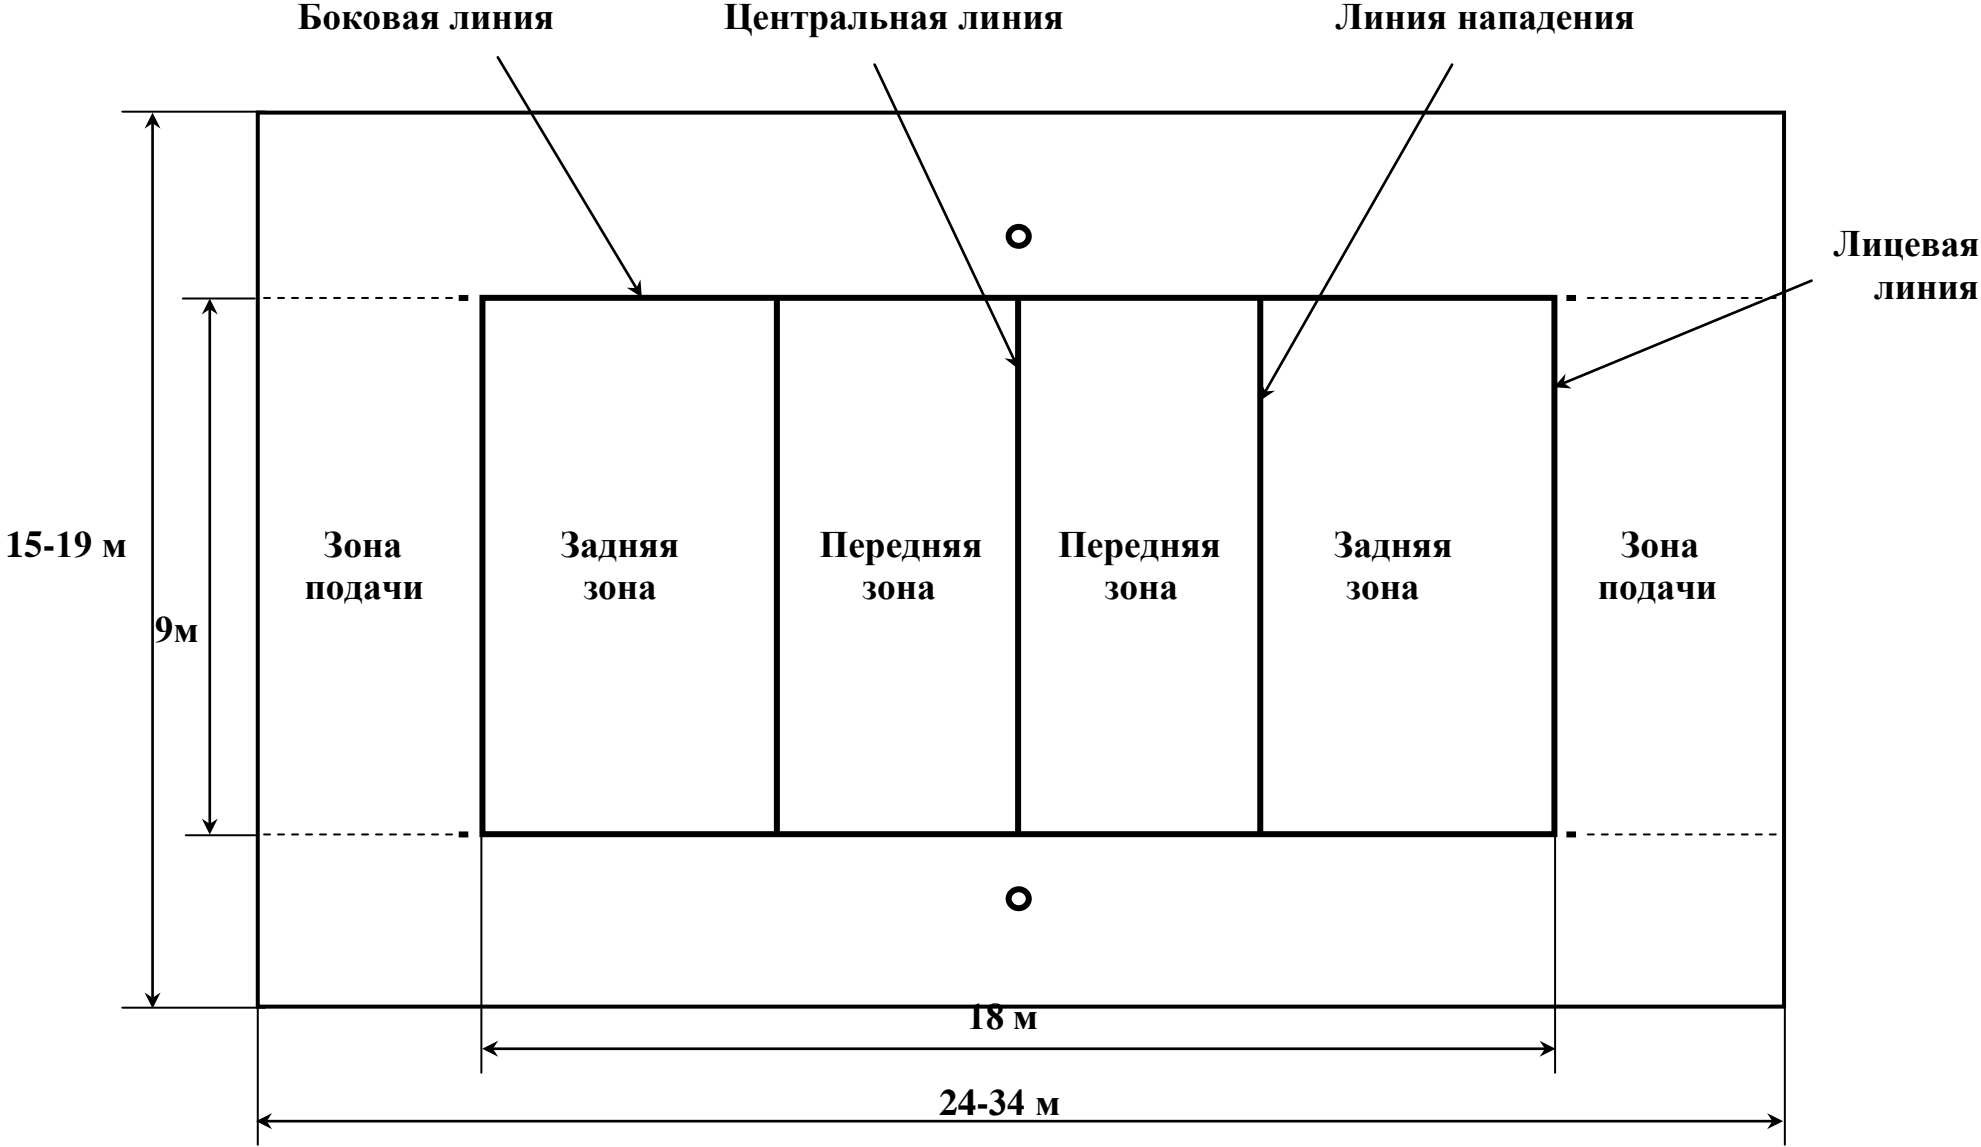 Боковая линия
Центральная линия
Линия нападения
Лицевая
линия
15-19 м
9м
Зона
подачи
Задняя
зона
Передняя
зона
Передняя
зона
Задняя
зона
Зона
подачи
18 м
24-34 м